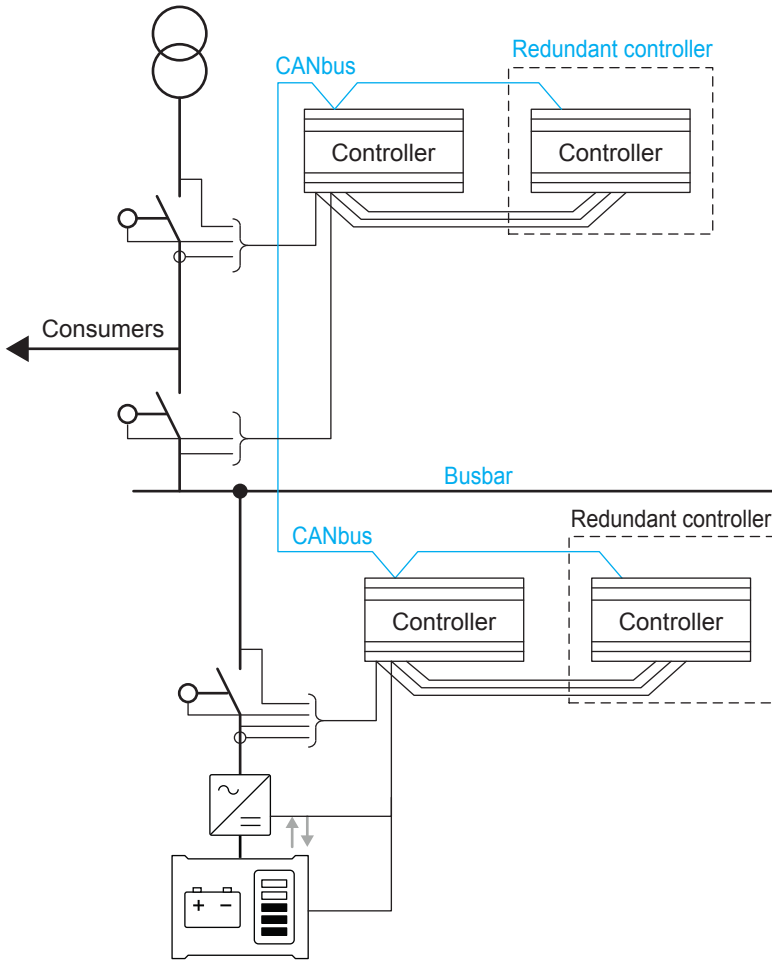 Redundant controller
CANbus
Controller
Controller
Consumers
Busbar
Redundant controller
CANbus
Controller
Controller
+ −